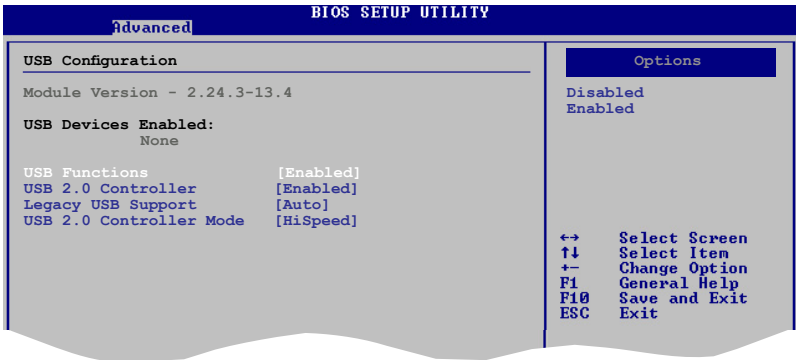 BIOS SETUP UTILITY
Advanced
USB Configuration
Module Version - 2.24.3-13.4
USB Devices Enabled:
None
USB Functions [Enabled]
USB 2.0 Controller [Enabled]
Legacy USB Support [Auto]
USB 2.0 Controller Mode [HiSpeed]
Options
Disabled
Enabled
←→ Select Screen
↑↓ Select Item
+- Change Option
F1 General Help
F10 Save and Exit
ESC Exit